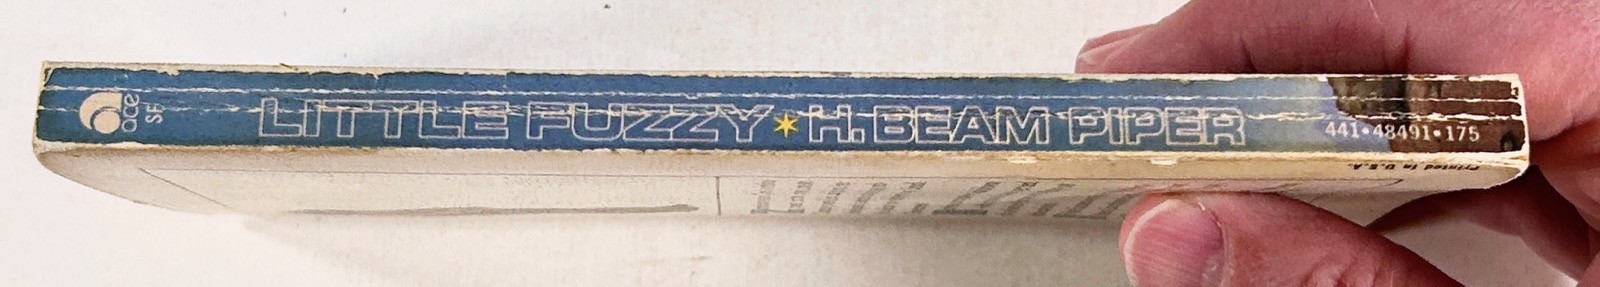 ace
SF
LITTLE FUZZY * H. BEAM PIPER
441•48491•175
Printed in U.S.A.